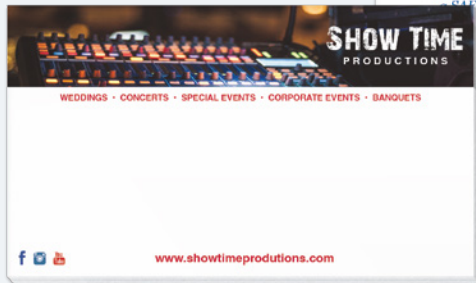 SHOW TIME
PRODUCTIONS
WEDDINGS • CONCERTS • SPECIAL EVENTS • CORPORATE EVENTS • BANQUETS
www.showtimeprodutions.com